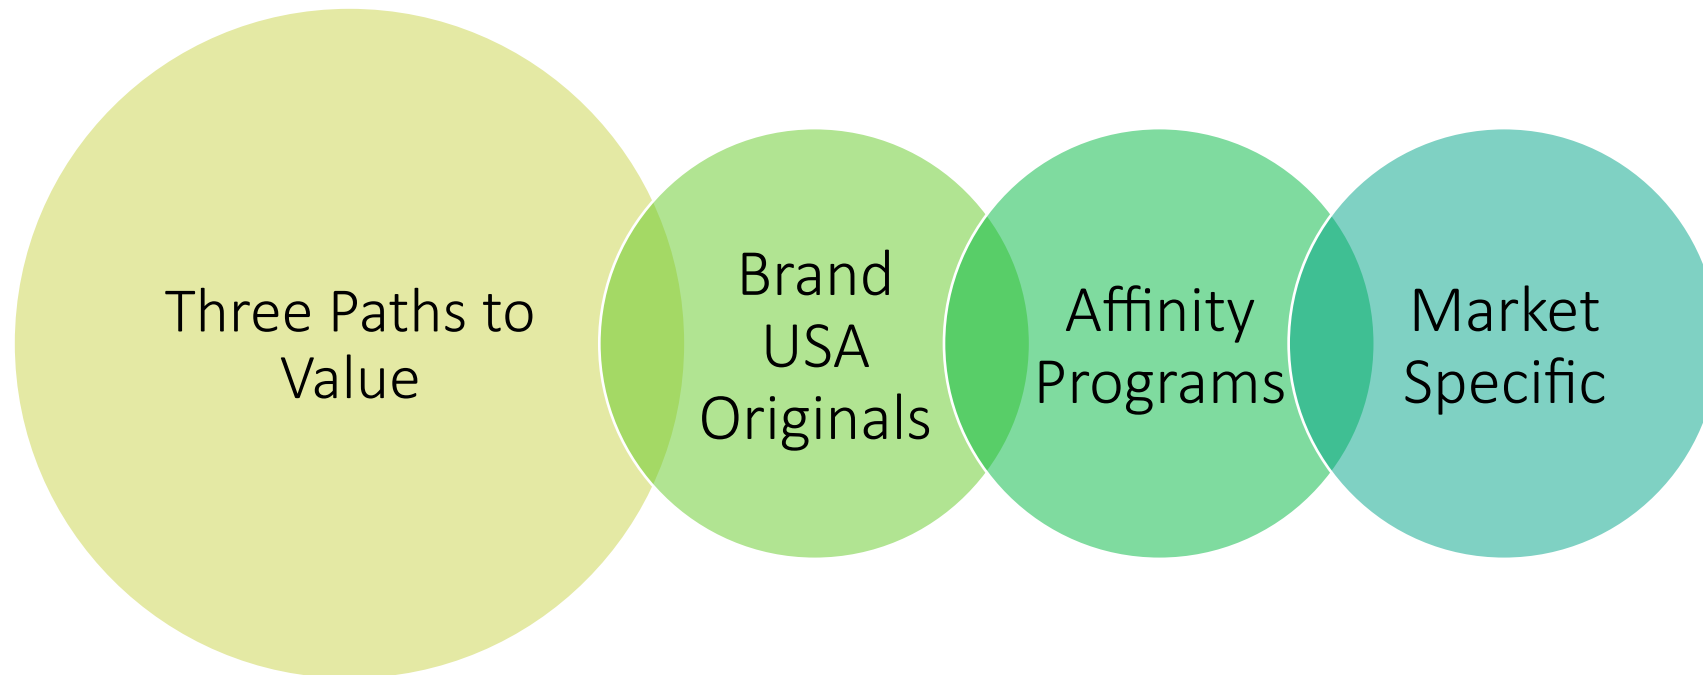 Three Paths to
Value
Brand
USA
Originals
Affinity
Programs
Market
Specific